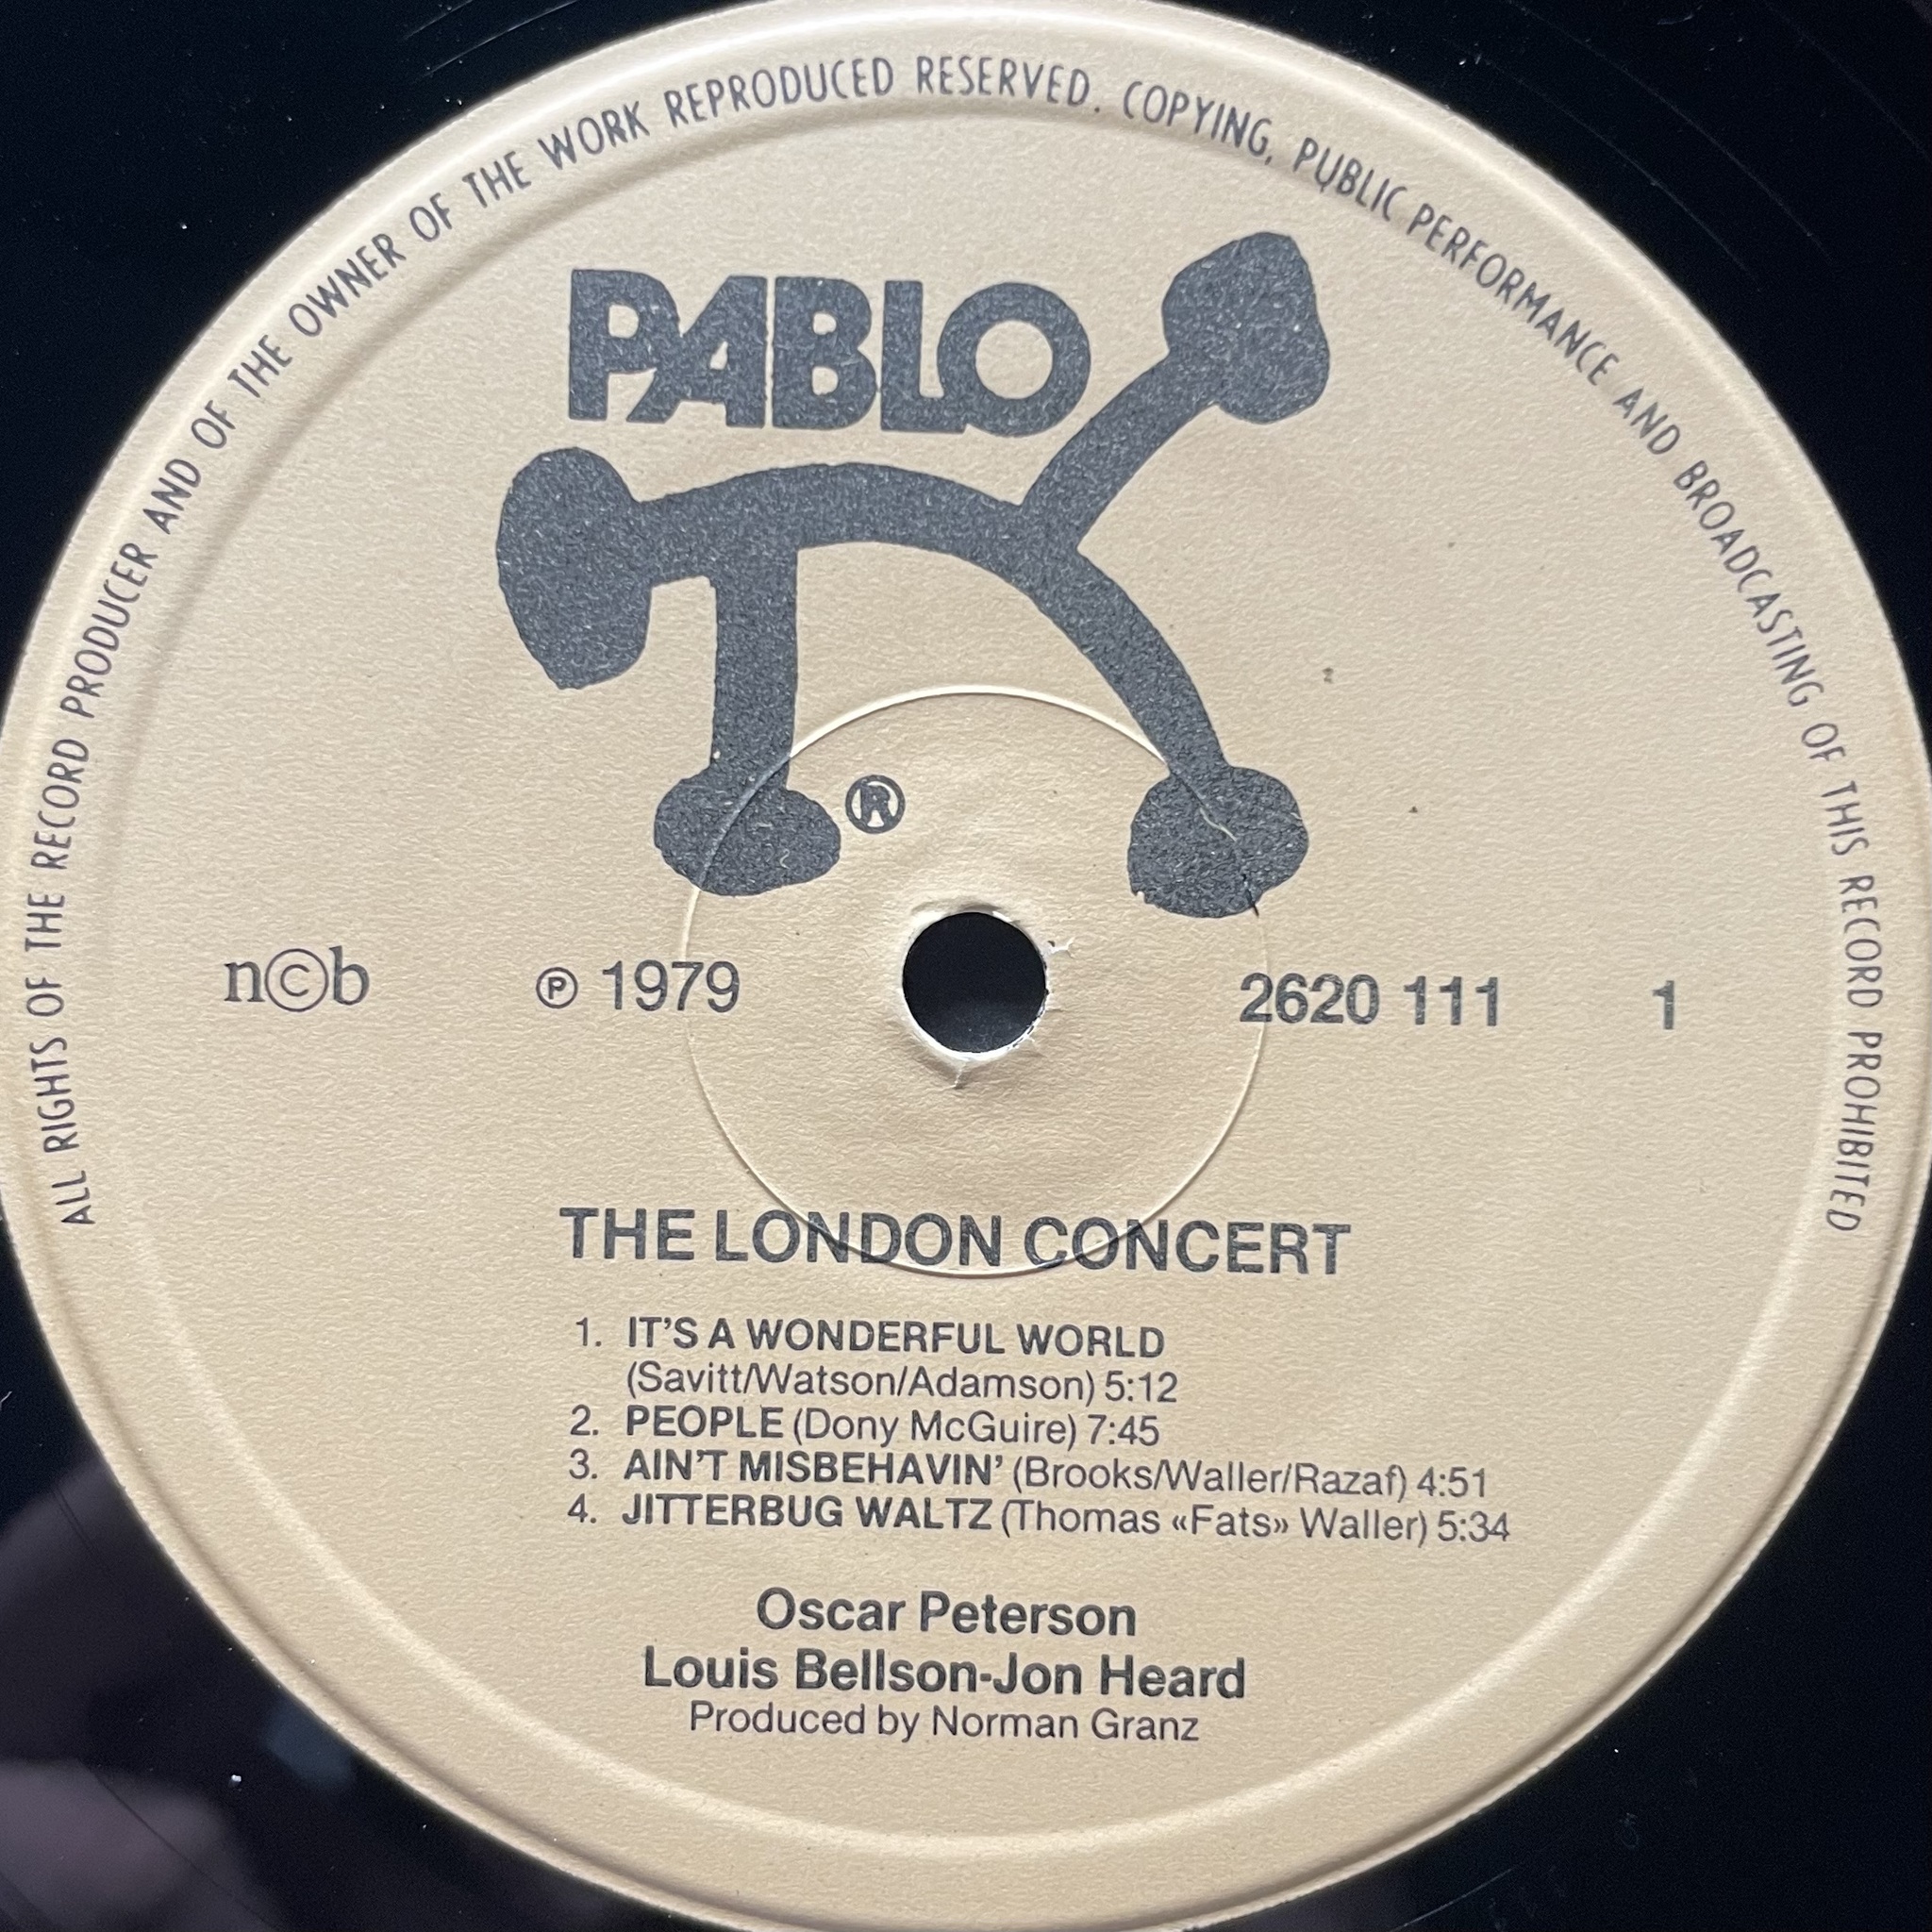 ALL RIGHTS OF THE RECORD PRODUCER AND OF THE OWNER OF THE WORK REPRODUCED RESERVED. COPYING, PUBLIC PERFORMANCE AND BROADCASTING OF THIS RECORD PROHIBITED
PABLO
®
n©b ℗ 1979 2620 111 1
THE LONDON CONCERT
1. IT'S A WONDERFUL WORLD
(Savitt/Watson/Adamson) 5:12
2. PEOPLE (Dony McGuire) 7:45
3. AIN'T MISBEHAVIN' (Brooks/Waller/Razaf) 4:51
4. JITTERBUG WALTZ (Thomas «Fats» Waller) 5:34
Oscar Peterson
Louis Bellson-Jon Heard
Produced by Norman Granz